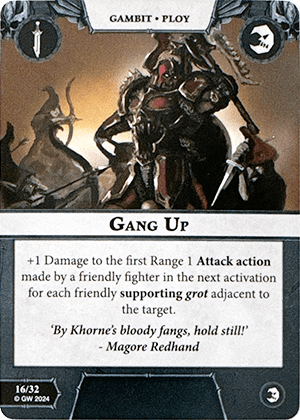 GAMBIT • PLOY
GANG UP
+1 Damage to the first Range 1 Attack action
made by a friendly fighter in the next activation
for each friendly supporting grot adjacent to
the target.
‘By Khorne's bloody fangs, hold still!’
- Magore Redhand
16/32
© GW 2024